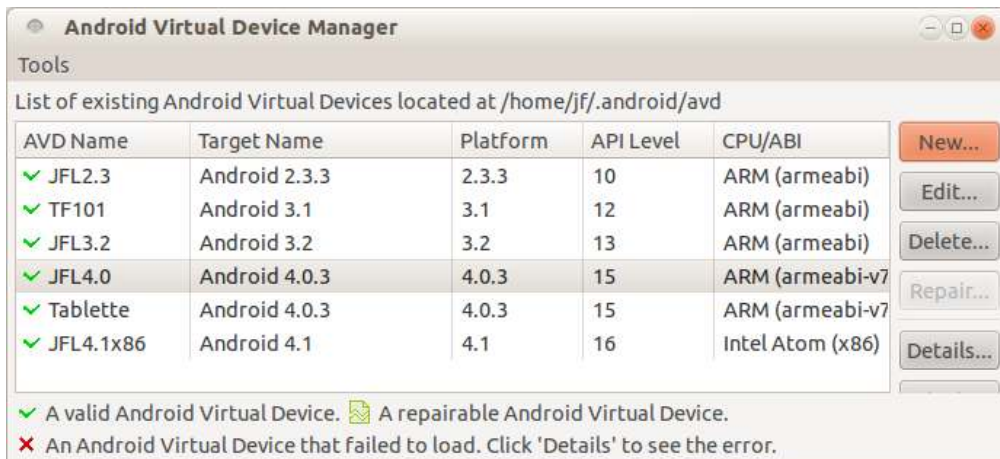 Android Virtual Device Manager
Tools
List of existing Android Virtual Devices located at /home/jf/.android/avd
AVD Name Target Name Platform API Level CPU/ABI
JFL2.3 Android 2.3.3 2.3.3 10 ARM (armeabi)
TF101 Android 3.1 3.1 12 ARM (armeabi)
JFL3.2 Android 3.2 3.2 13 ARM (armeabi)
JFL4.0 Android 4.0.3 4.0.3 15 ARM (armeabi-v7
Tablette Android 4.0.3 4.0.3 15 ARM (armeabi-v7
JFL4.1x86 Android 4.1 4.1 16 Intel Atom (x86)
New...
Edit...
Delete...
Repair...
Details...
A valid Android Virtual Device. A repairable Android Virtual Device.
An Android Virtual Device that failed to load. Click 'Details' to see the error.